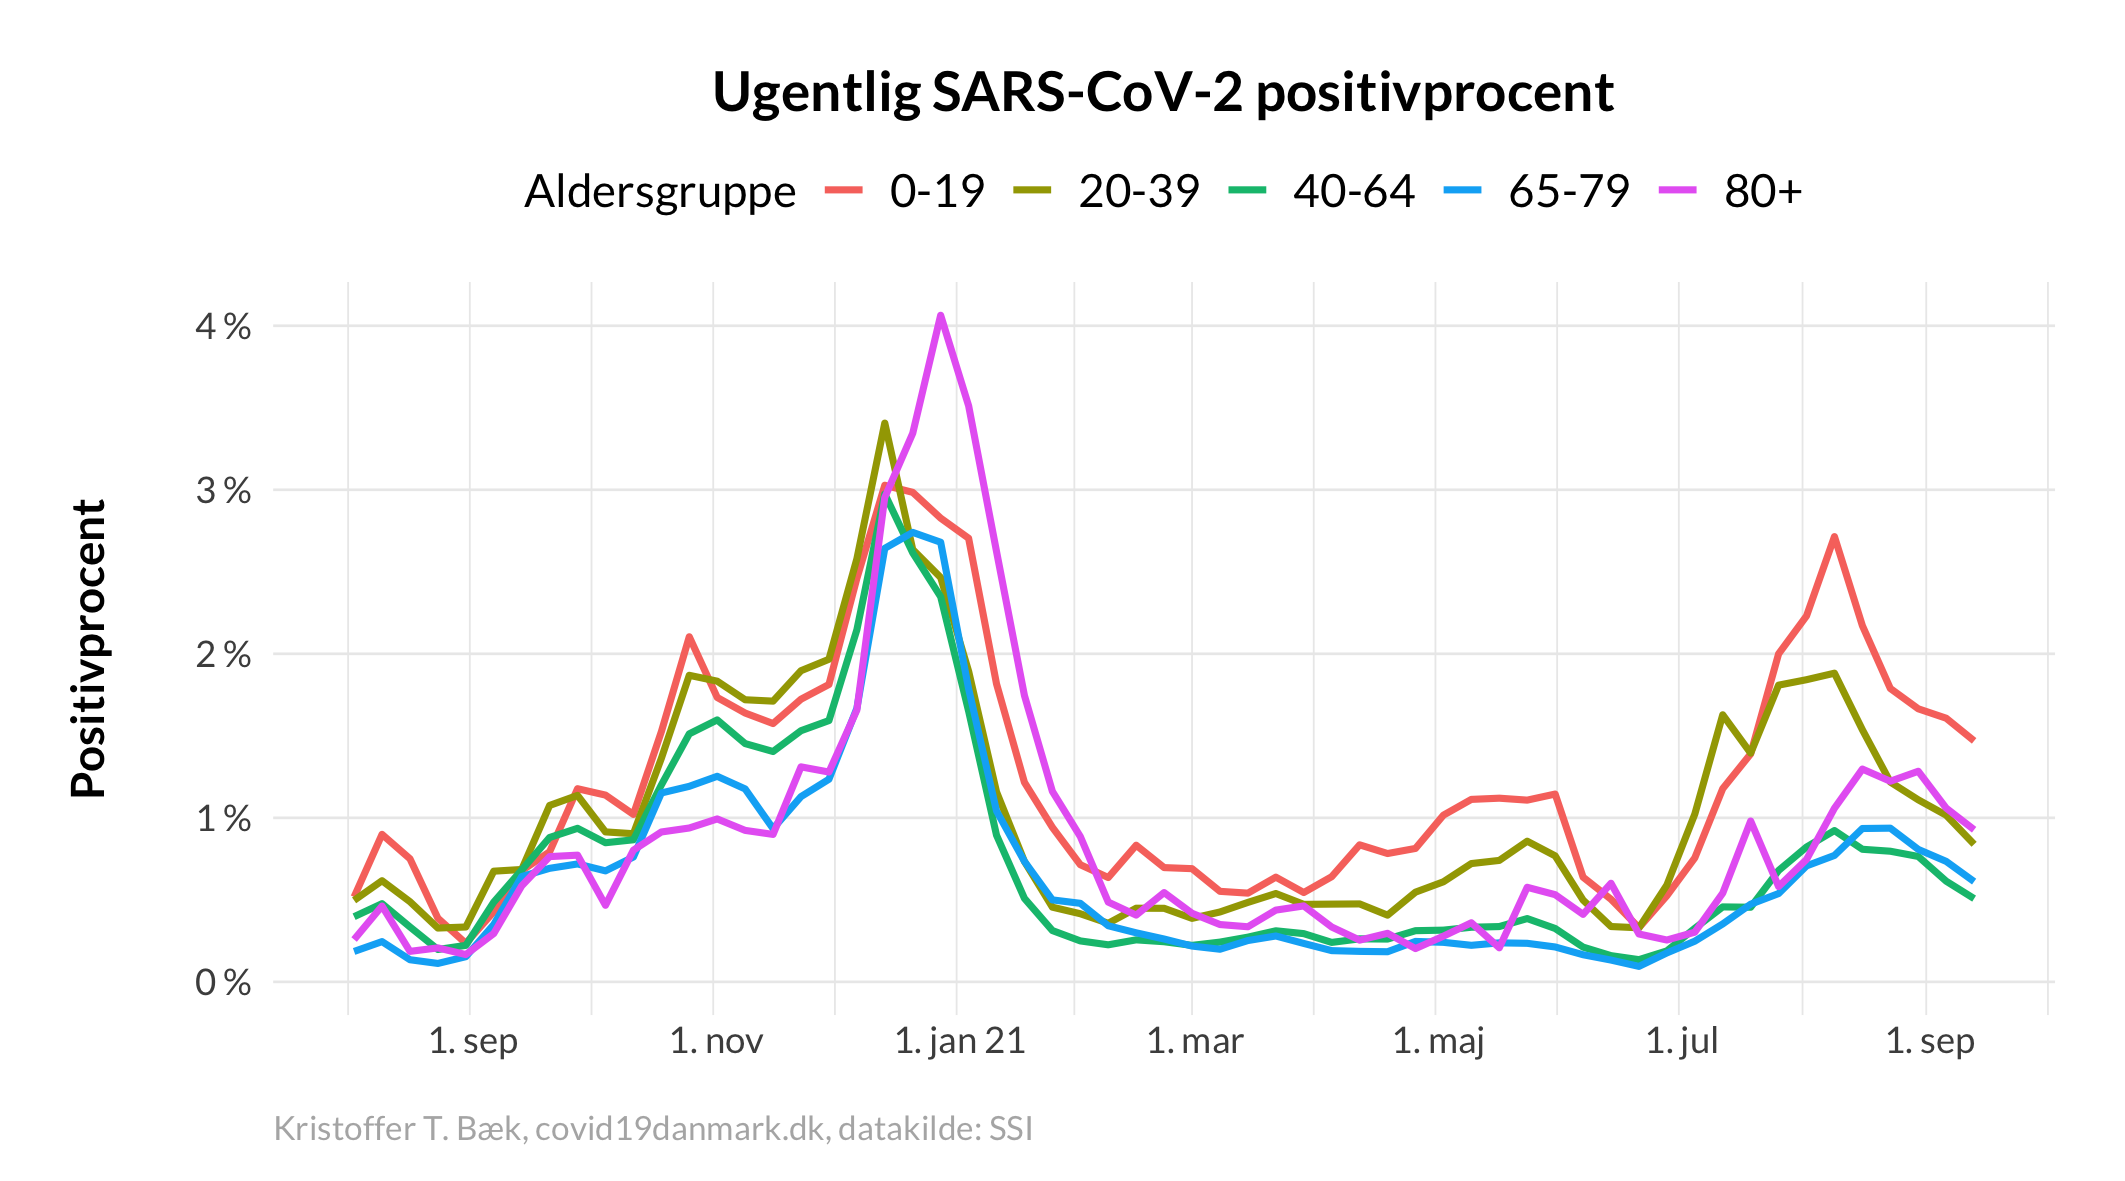 Ugentlig SARS-CoV-2 positivprocent
Aldersgruppe 0-19 20-39 40-64 65-79 80+
Positivprocent
4 %
3 %
2 %
1 %
0 %
1. sep 1. nov 1. jan 21 1. mar 1. maj 1. jul 1. sep
Kristoffer T. Bæk, covid19danmark.dk, datakilde: SSI